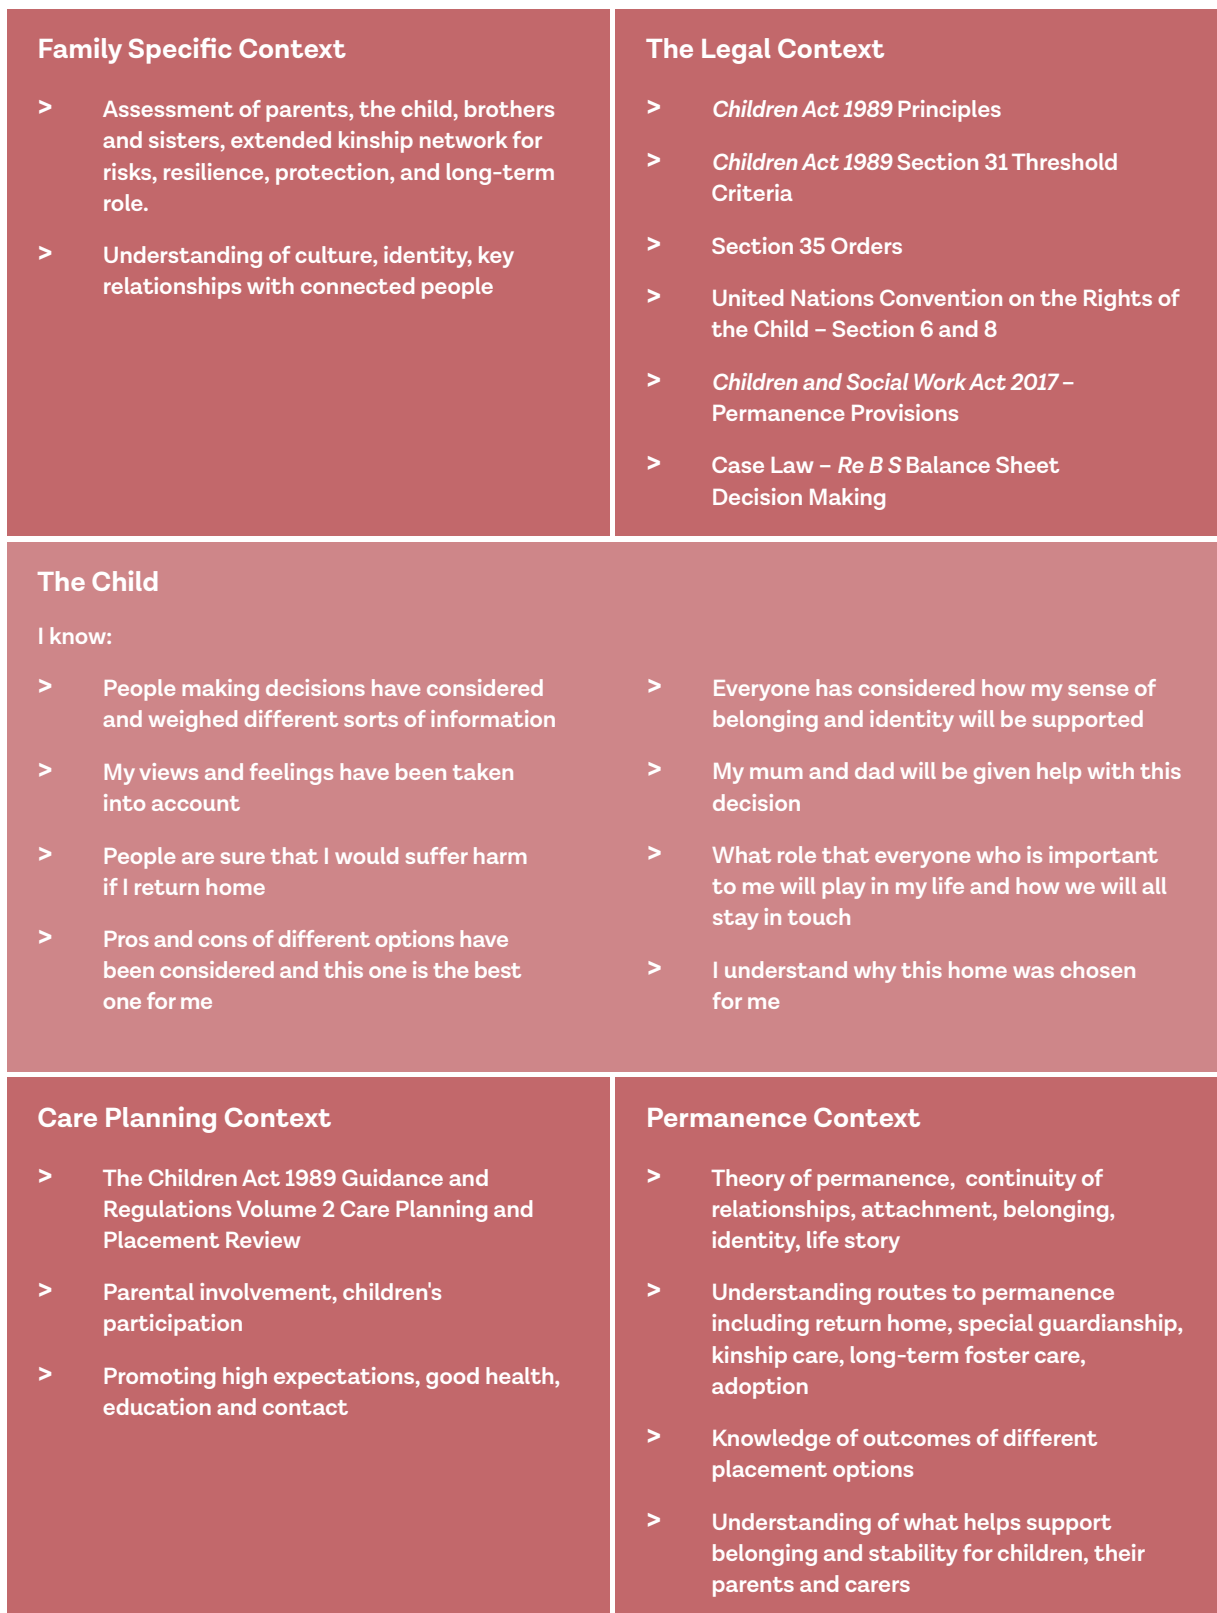 Family Specific Context
> Assessment of parents, the child, brothers
and sisters, extended kinship network for
risks, resilience, protection, and long-term
role.
> Understanding of culture, identity, key
relationships with connected people
The Legal Context
> Children Act 1989 Principles
> Children Act 1989 Section 31 Threshold
Criteria
> Section 35 Orders
> United Nations Convention on the Rights of
the Child – Section 6 and 8
> Children and Social Work Act 2017 –
Permanence Provisions
> Case Law – Re B S Balance Sheet
Decision Making
The Child
I know:
> People making decisions have considered
and weighed different sorts of information
> My views and feelings have been taken
into account
> People are sure that I would suffer harm
if I return home
> Pros and cons of different options have
been considered and this one is the best
one for me
> Everyone has considered how my sense of
belonging and identity will be supported
> My mum and dad will be given help with this
decision
> What role that everyone who is important
to me will play in my life and how we will all
stay in touch
> I understand why this home was chosen
for me
Care Planning Context
> The Children Act 1989 Guidance and
Regulations Volume 2 Care Planning and
Placement Review
> Parental involvement, children's
participation
> Promoting high expectations, good health,
education and contact
Permanence Context
> Theory of permanence,  continuity of
relationships, attachment, belonging,
identity, life story
> Understanding routes to permanence
including return home, special guardianship,
kinship care, long-term foster care,
adoption
> Knowledge of outcomes of different
placement options
> Understanding of what helps support
belonging and stability for children, their
parents and carers